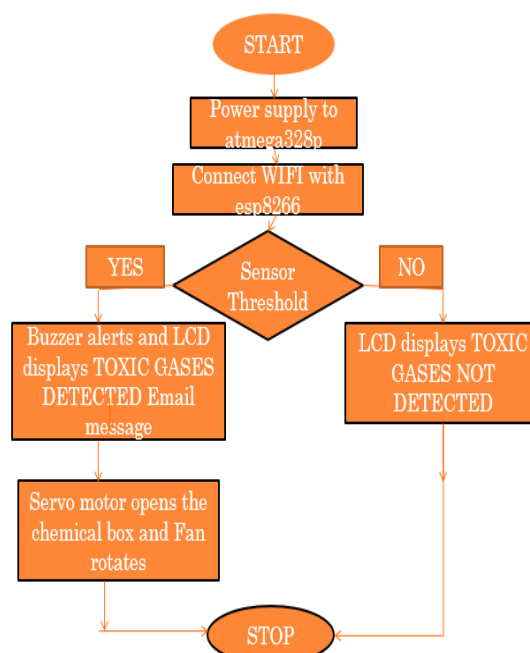 START
Power supply to
atmega328p
Connect WIFI with
esp8266
YES
Sensor
Threshold
NO
Buzzer alerts and LCD
displays TOXIC GASES
DETECTED Email
message
LCD displays TOXIC
GASES NOT
DETECTED
Servo motor opens the
chemical box and Fan
rotates
STOP